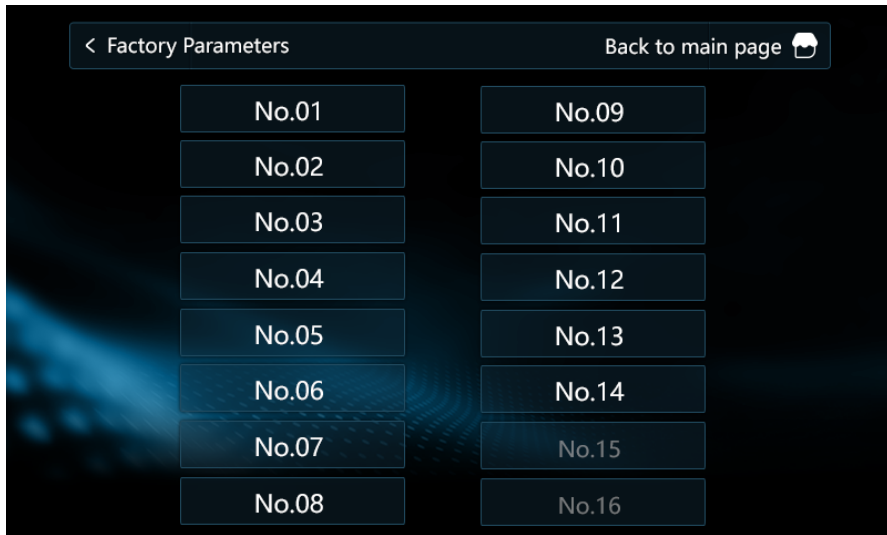 < Factory Parameters
Back to main page
No.01
No.02
No.03
No.04
No.05
No.06
No.07
No.08
No.09
No.10
No.11
No.12
No.13
No.14
No.15
No.16